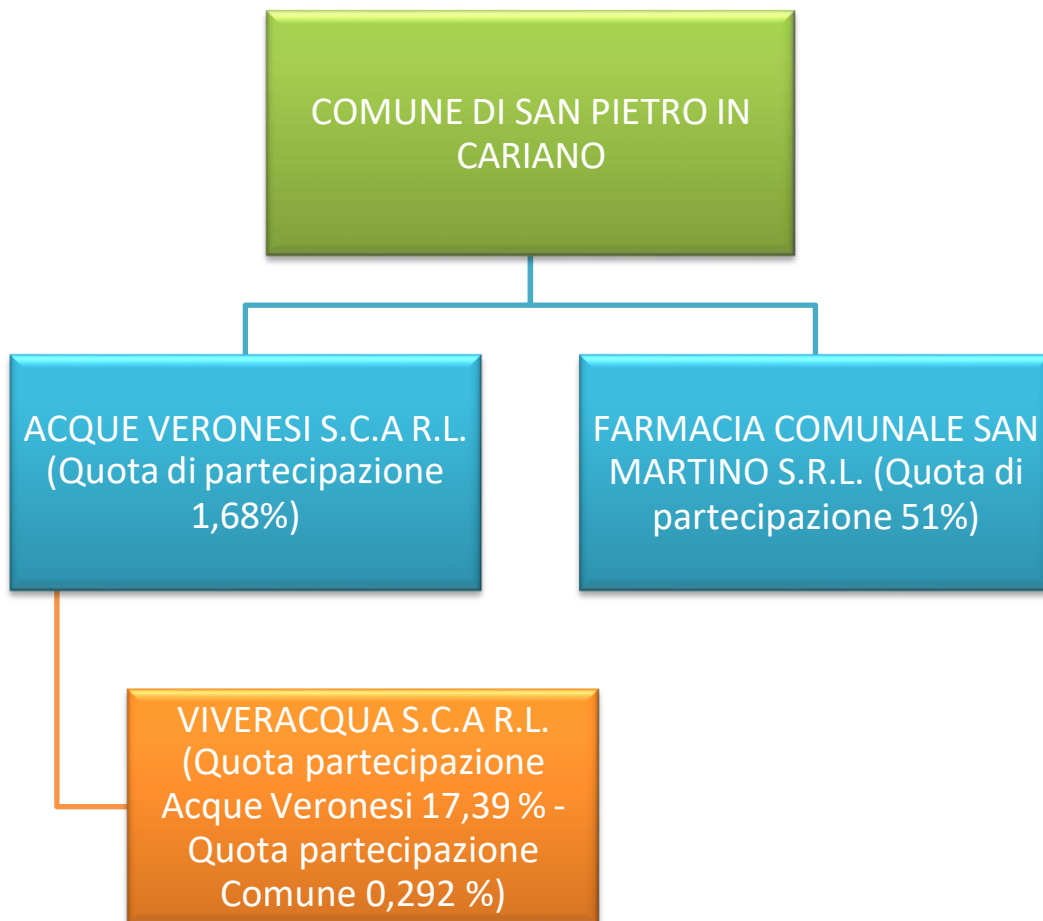 COMUNE DI SAN PIETRO IN
CARIANO
ACQUE VERONESI S.C.A R.L.
(Quota di partecipazione
1,68%)
FARMACIA COMUNALE SAN
MARTINO S.R.L. (Quota di
partecipazione 51%)
VIVERACQUA S.C.A R.L.
(Quota partecipazione
Acque Veronesi 17,39 % -
Quota partecipazione
Comune 0,292 %)